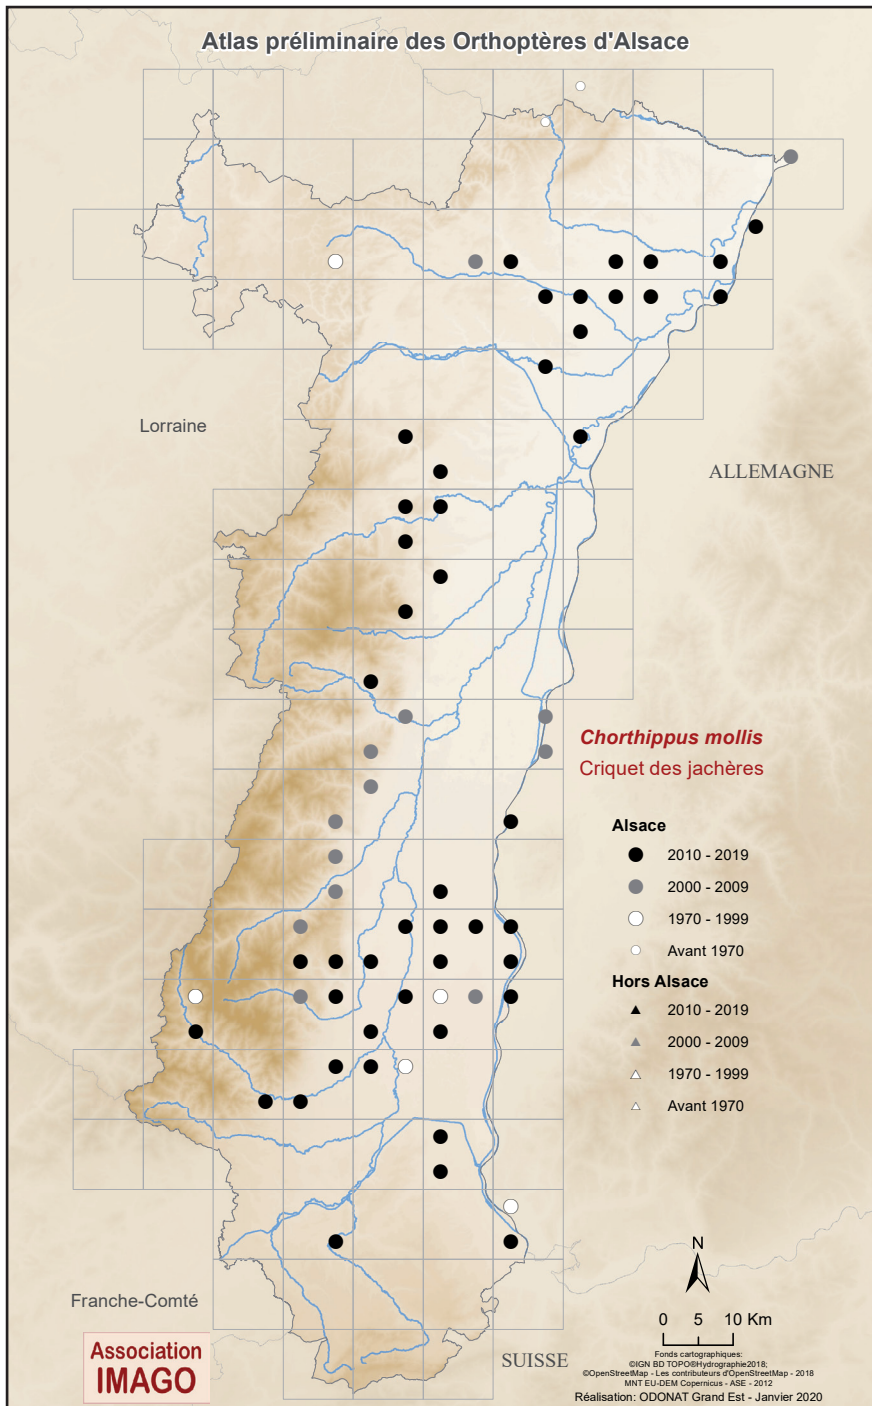 Atlas préliminaire des Orthoptères d'Alsace
Lorraine
ALLEMAGNE
Chorthippus mollis
Criquet des jachères
Alsace
2010 - 2019
2000 - 2009
1970 - 1999
Avant 1970
Hors Alsace
2010 - 2019
2000 - 2009
1970 - 1999
Avant 1970
N
0 5 10 Km
Franche-Comté
Association
IMAGO
SUISSE
Fonds cartographiques:
©IGN BD TOPO®Hydrographie2018;
©OpenStreetMap - Les contributeurs d'OpenStreetMap - 2018
MNT EU-DEM Copernicus - ASE - 2012
Réalisation: ODONAT Grand Est - Janvier 2020